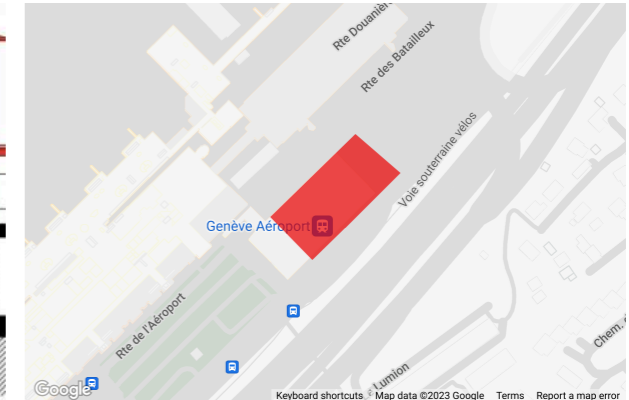 Rte Douanière
Rte des Batailleux
Voie souterraine vélos
Genève Aéroport
Rte de l'Aéroport
Chem.
Lumion
Google
Keyboard shortcuts Map data ©2023 Google Terms Report a map error